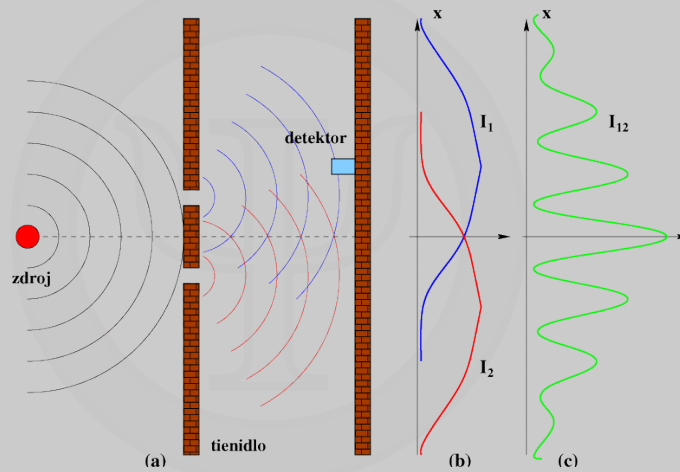 x
x
I1
I12
detektor
zdroj
I2
tienidlo
(a)
(b)
(c)